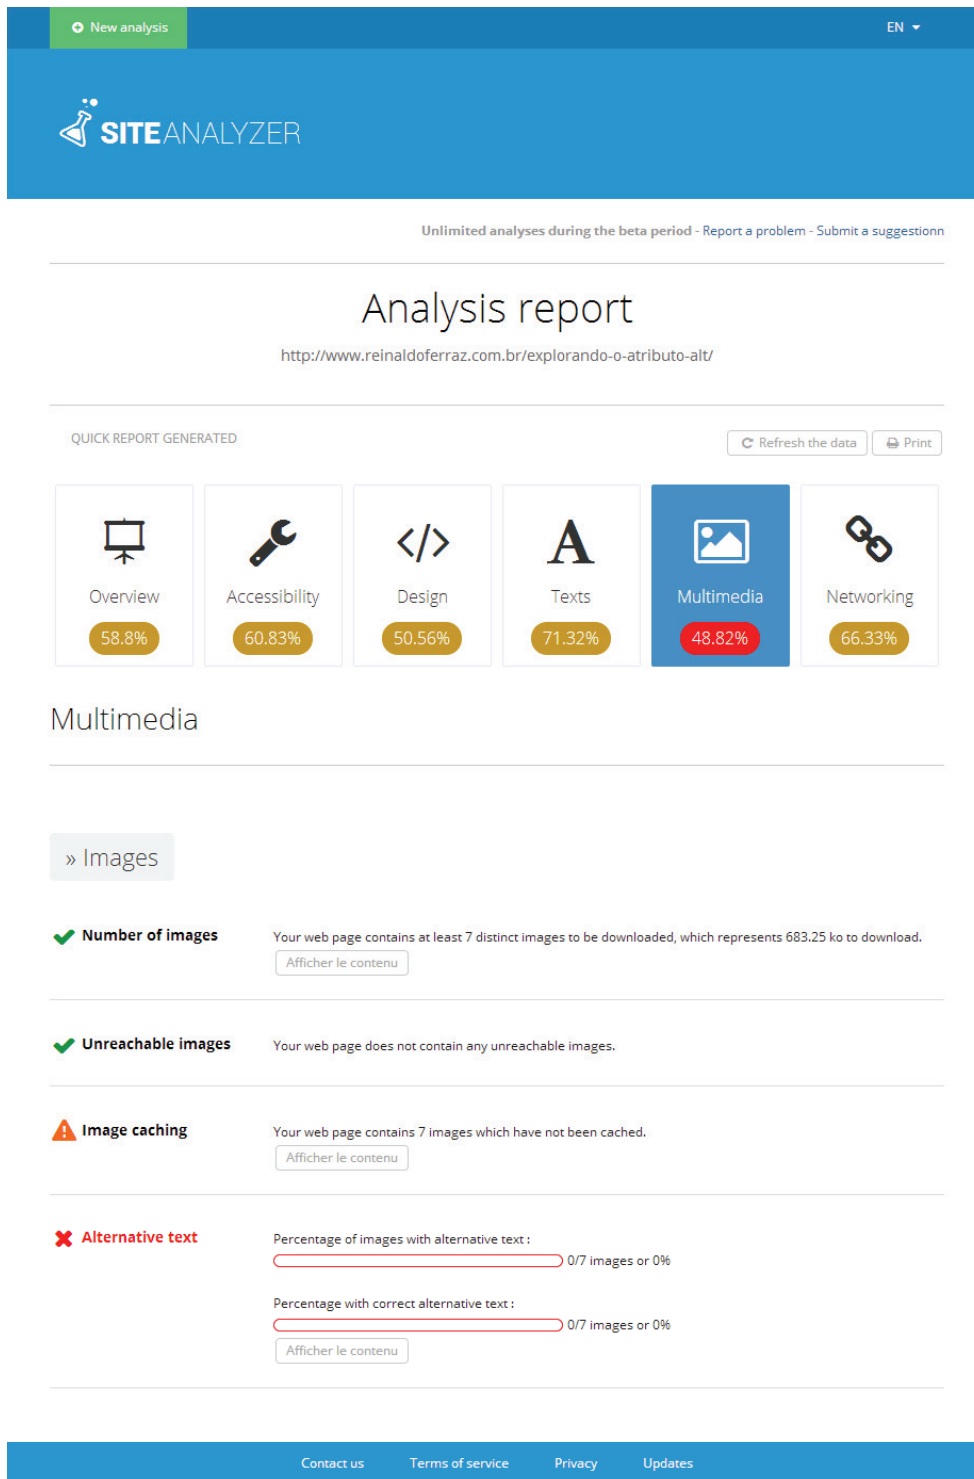 New analysis
EN
SITEANALYZER
Unlimited analyses during the beta period - Report a problem - Submit a suggestionn
Analysis report
http://www.reinaldoferraz.com.br/explorando-o-atributo-alt/
QUICK REPORT GENERATED
Refresh the data Print
Overview Accessibility Design Texts Multimedia Networking
58.8% 60.83% 50.56% 71.32% 48.82% 66.33%
Multimedia
» Images
Number of images Your web page contains at least 7 distinct images to be downloaded, which represents 683.25 ko to download.
Afficher le contenu
Unreachable images Your web page does not contain any unreachable images.
Image caching Your web page contains 7 images which have not been cached.
Afficher le contenu
Alternative text Percentage of images with alternative text :
0/7 images or 0%
Percentage with correct alternative text :
0/7 images or 0%
Afficher le contenu
Contact us Terms of service Privacy Updates